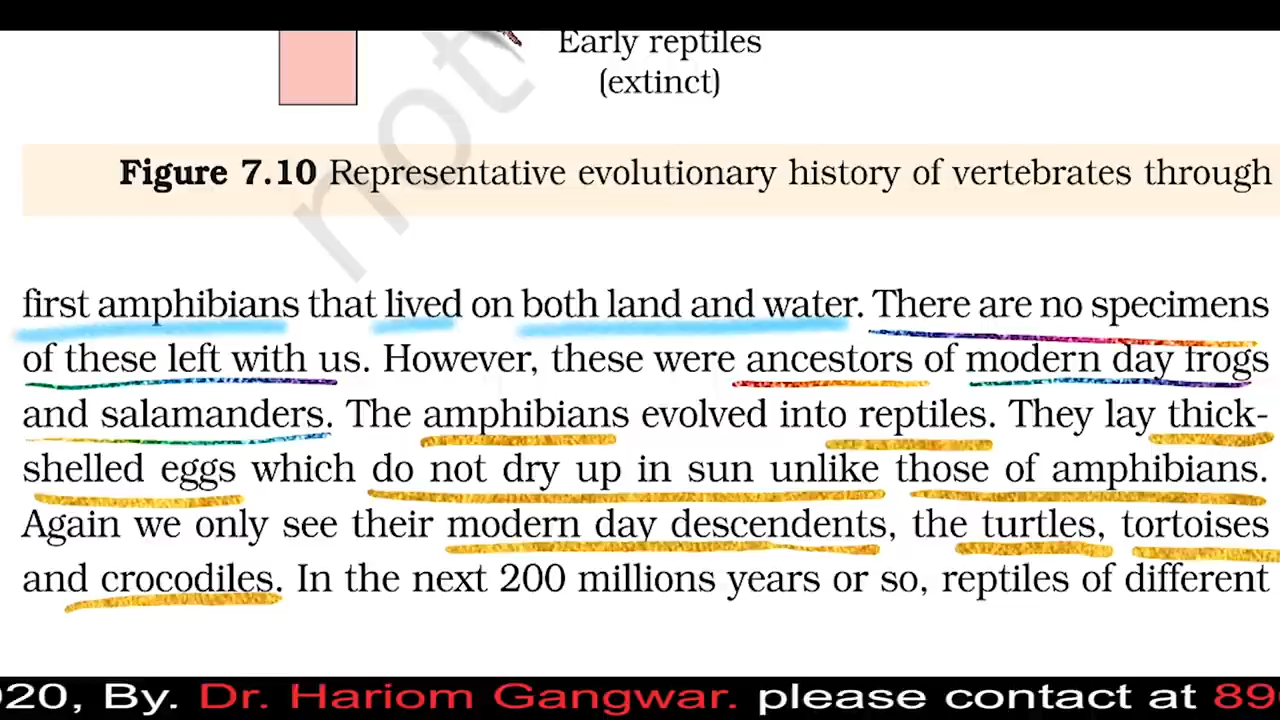 Early reptiles
(extinct)
not
Figure 7.10 Representative evolutionary history of vertebrates through
first amphibians that lived on both land and water. There are no specimens
of these left with us. However, these were ancestors of modern day frogs
and salamanders. The amphibians evolved into reptiles. They lay thick-
shelled eggs which do not dry up in sun unlike those of amphibians.
Again we only see their modern day descendents, the turtles, tortoises
and crocodiles. In the next 200 millions years or so, reptiles of different
020, By. Dr. Hariom Gangwar. please contact at 89